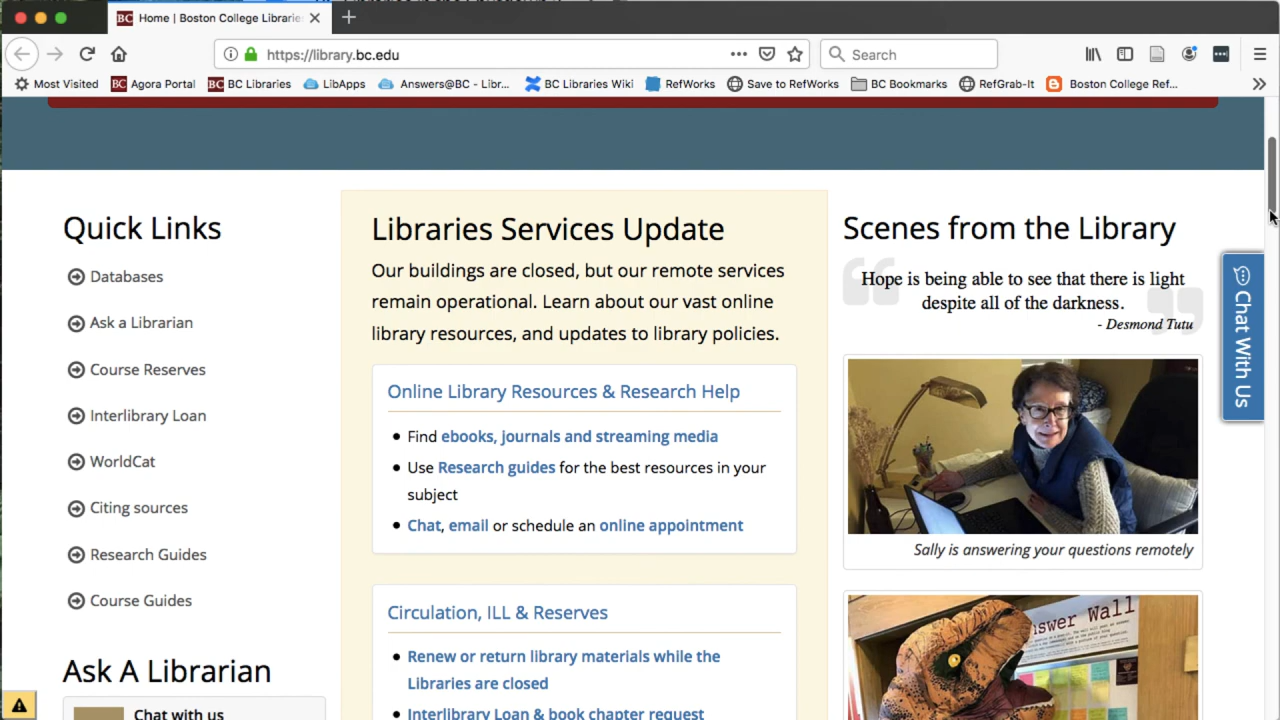 BC Home | Boston College Librarie
https://library.bc.edu
Search
Most Visited
BC Agora Portal
BC BC Libraries
LibApps
Answers@BC - Libr...
BC Libraries Wiki
RefWorks
Save to RefWorks
BC Bookmarks
RefGrab-It
Boston College Ref...
Quick Links
Databases
Ask a Librarian
Course Reserves
Interlibrary Loan
WorldCat
Citing sources
Research Guides
Course Guides
Ask A Librarian
Chat with us
Libraries Services Update
Our buildings are closed, but our remote services
remain operational. Learn about our vast online
library resources, and updates to library policies.
Online Library Resources & Research Help
• Find ebooks, journals and streaming media
• Use Research guides for the best resources in your
subject
• Chat, email or schedule an online appointment
Circulation, ILL & Reserves
• Renew or return library materials while the
Libraries are closed
• Interlibrary Loan & book chapter request
Scenes from the Library
Hope is being able to see that there is light
despite all of the darkness.
- Desmond Tutu
Sally is answering your questions remotely
nswer Wall
Chat With Us